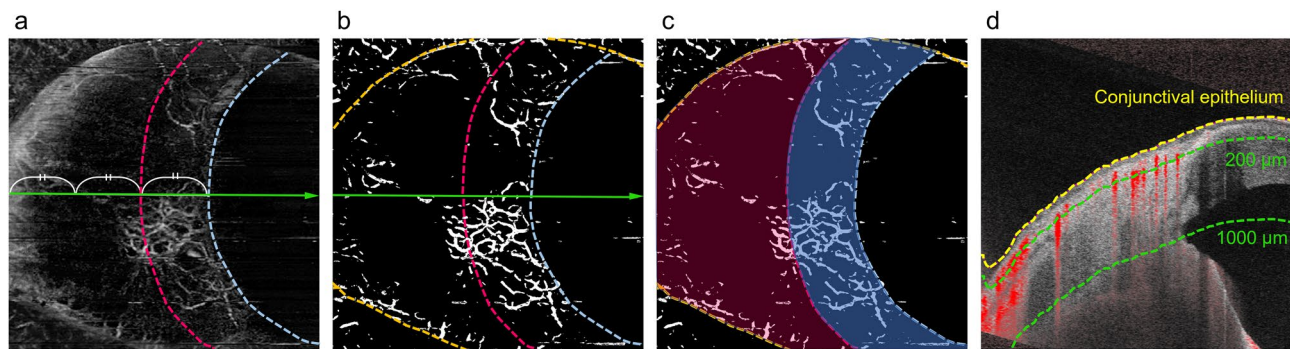 a
b
c
d
Conjunctival epithelium
200 μm
1000 μm